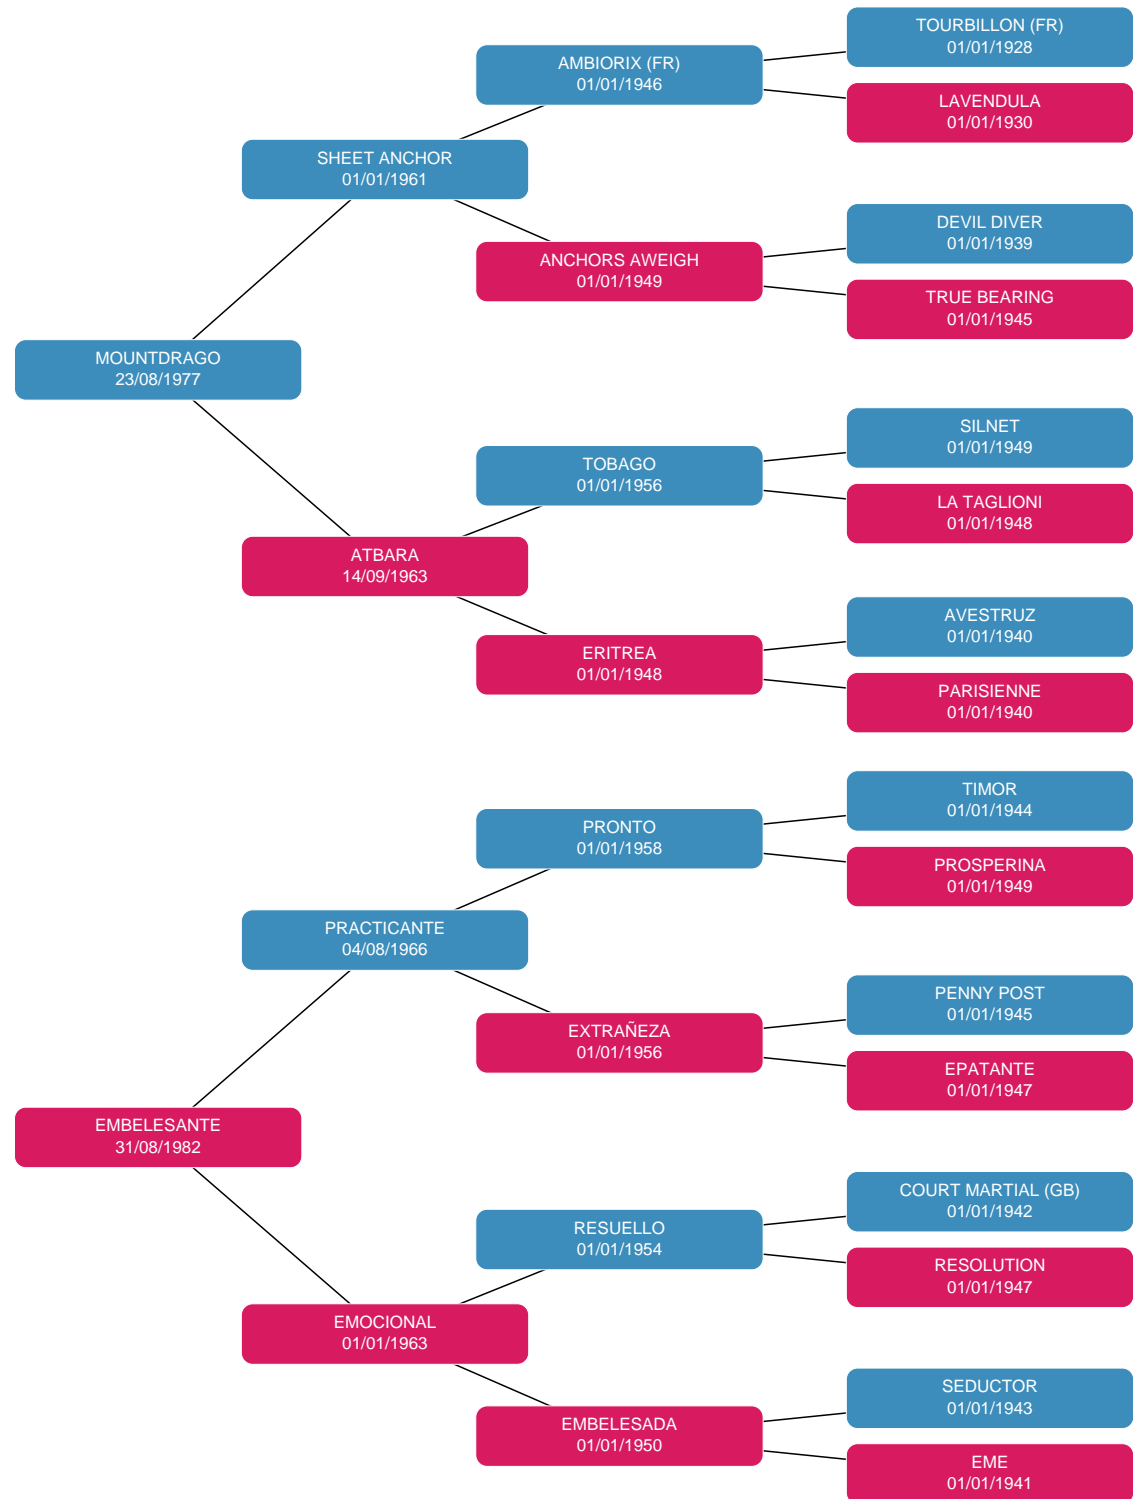 TOURBILLON (FR)
01/01/1928
AMBIORIX (FR)
01/01/1946
LAVENDULA
01/01/1930
SHEET ANCHOR
01/01/1961
DEVIL DIVER
01/01/1939
ANCHORS AWEIGH
01/01/1949
TRUE BEARING
01/01/1945
MOUNTDRAGO
23/08/1977
SILNET
01/01/1949
TOBAGO
01/01/1956
LA TAGLIONI
01/01/1948
ATBARA
14/09/1963
AVESTRUZ
01/01/1940
ERITREA
01/01/1948
PARISIENNE
01/01/1940
TIMOR
01/01/1944
PRONTO
01/01/1958
PROSPERINA
01/01/1949
PRACTICANTE
04/08/1966
PENNY POST
01/01/1945
EXTRAÑEZA
01/01/1956
EPATANTE
01/01/1947
EMBELESANTE
31/08/1982
COURT MARTIAL (GB)
01/01/1942
RESUELLO
01/01/1954
RESOLUTION
01/01/1947
EMOCIONAL
01/01/1963
SEDUCTOR
01/01/1943
EMBELESADA
01/01/1950
EME
01/01/1941